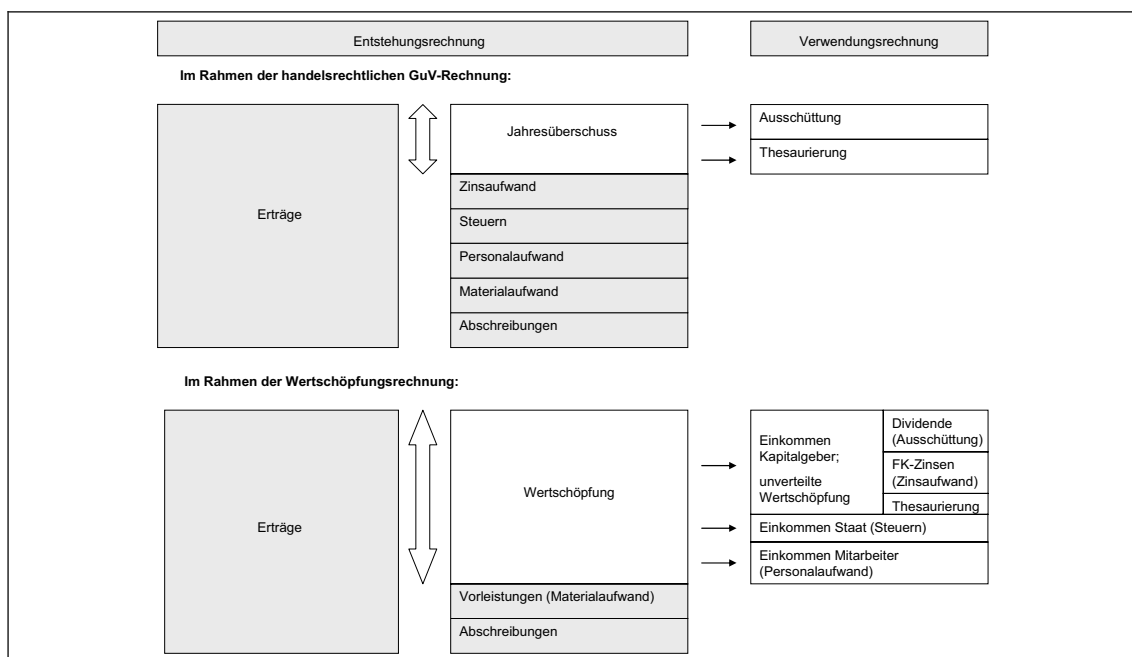 Entstehungsrechnung
Verwendungsrechnung
Im Rahmen der handelsrechtlichen GuV-Rechnung:
Erträge
Jahresüberschuss
Zinsaufwand
Steuern
Personalaufwand
Materialaufwand
Abschreibungen
Ausschüttung
Thesaurierung
Im Rahmen der Wertschöpfungsrechnung:
Erträge
Wertschöpfung
Vorleistungen (Materialaufwand)
Abschreibungen
Einkommen
Kapitalgeber;
unverteilte
Wertschöpfung
Dividende
(Ausschüttung)
FK-Zinsen
(Zinsaufwand)
Thesaurierung
Einkommen Staat (Steuern)
Einkommen Mitarbeiter
(Personalaufwand)